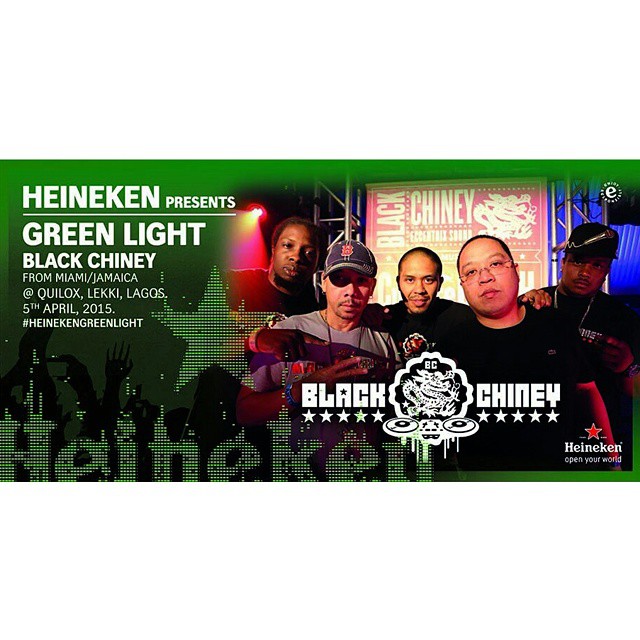 HEINEKEN PRESENTS
GREEN LIGHT
BLACK CHINEY
FROM MIAMI/JAMAICA
@ QUILOX, LEKKI, LAGOS.
5TH APRIL, 2015.
#HEINEKENGREENLIGHT
BLACK CHINEY
BC
BLACK CHINEY
Heineken
open your world
Heineken